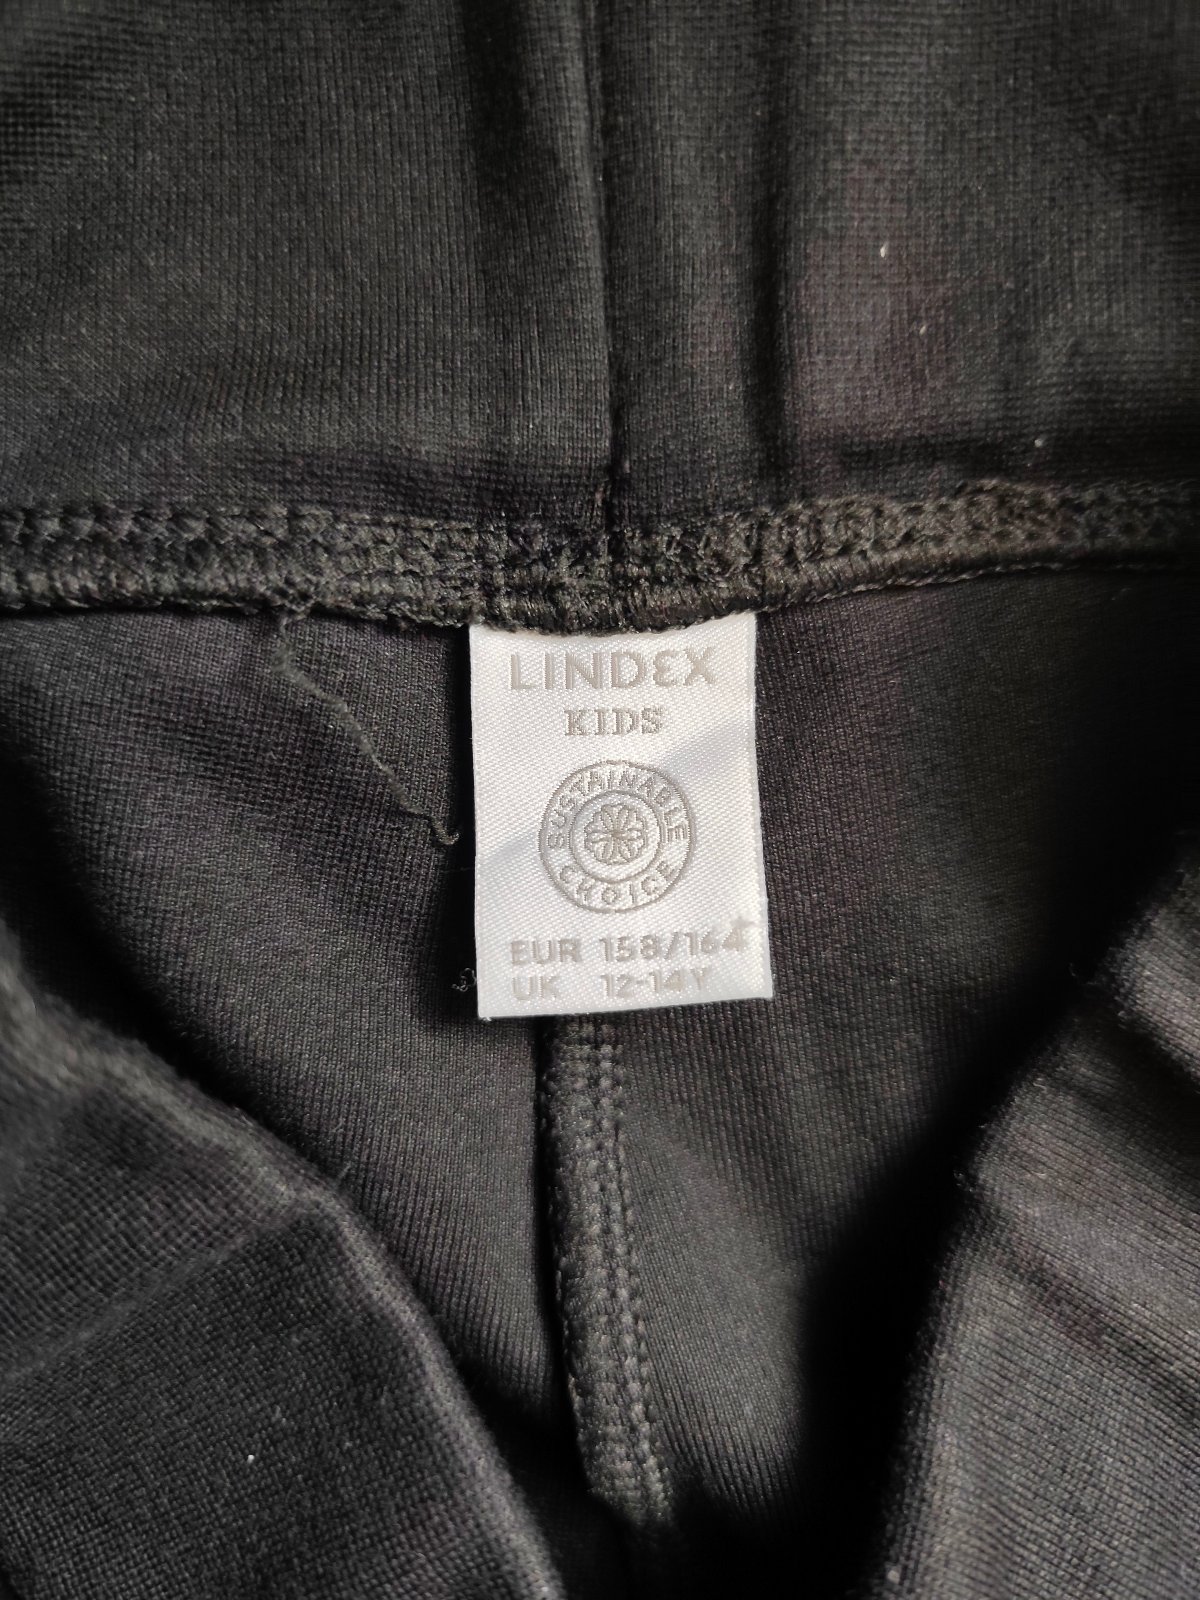 LINDEX
KIDS
SUSTAINABLE
CHOICE
EUR 158/164
UK 12-14Y